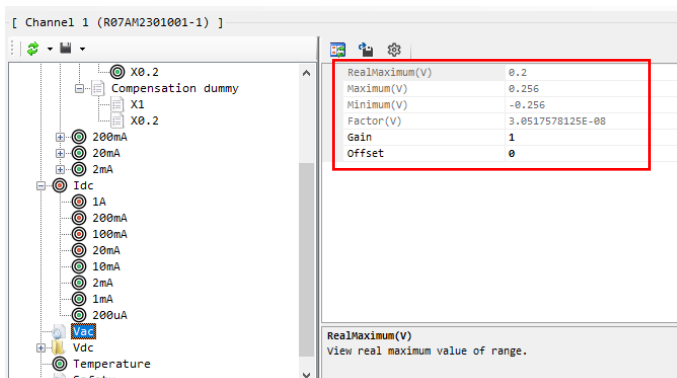 [ Channel 1 (R07AM2301001-1) ]
X0.2
Compensation dummy
X1
X0.2
200mA
20mA
2mA
Idc
1A
200mA
100mA
20mA
10mA
2mA
1mA
200uA
Vac
Vdc
Temperature
RealMaximum(V) 0.2
Maximum(V) 0.256
Minimum(V) -0.256
Factor(V) 3.0517578125E-08
Gain 1
Offset 0
RealMaximum(V)
View real maximum value of range.